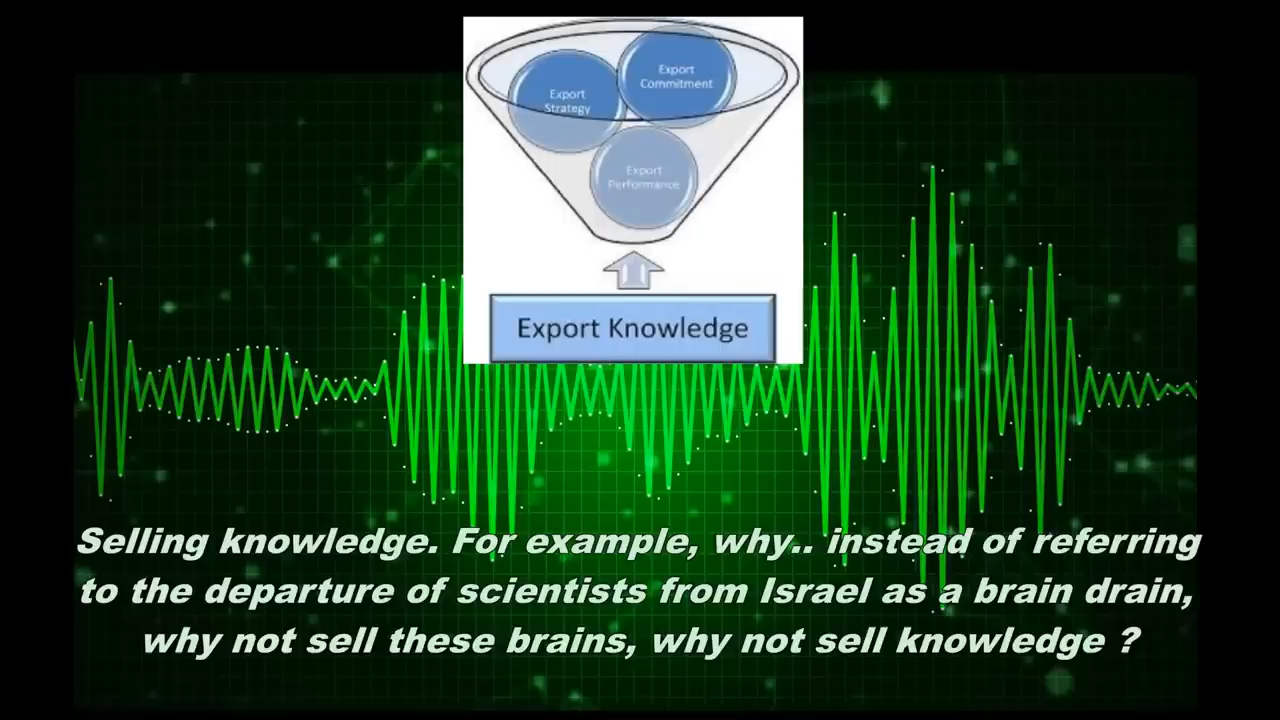 Export
Commitment
Export
Strategy
Export
Performance
Export Knowledge
Selling knowledge. For example, why.. instead of referring
to the departure of scientists from Israel as a brain drain,
why not sell these brains, why not sell knowledge ?